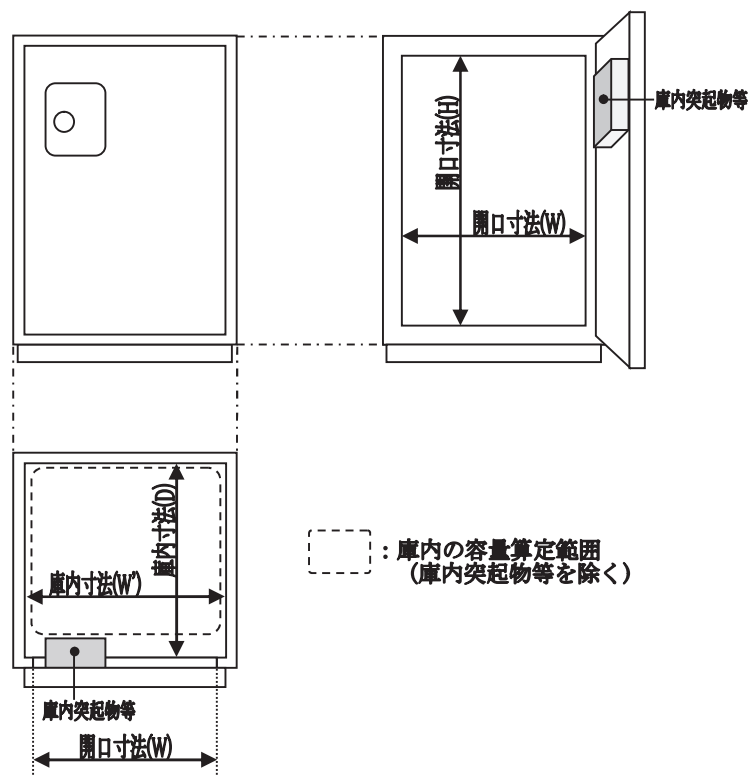 庫内突起物等
開口寸法(H)
開口寸法(W)
庫内寸法(D)
庫内寸法(W')
:庫内の容量算定範囲
(庫内突起物等を除く)
庫内突起物等
開口寸法(W)